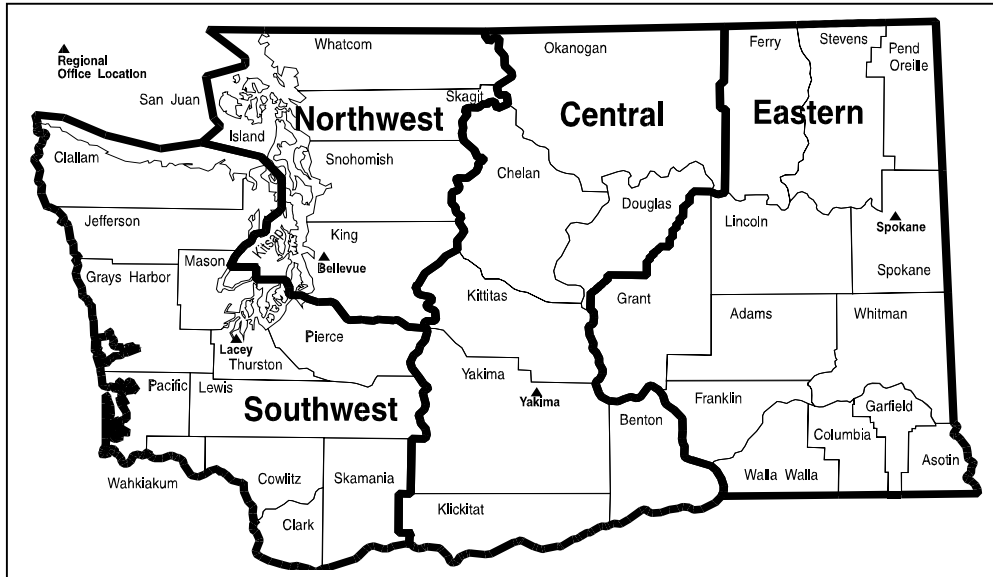 Regional
Office Location
San Juan
Whatcom
Skagit
Northwest
Island
Snohomish
King
Kitsap
Bellevue
Clallam
Jefferson
Grays Harbor
Mason
Lacey
Thurston
Pierce
Pacific
Lewis
Southwest
Wahkiakum
Cowlitz
Skamania
Clark
Okanogan
Central
Chelan
Douglas
Kittitas
Yakima
Yakima
Benton
Klickitat
Ferry
Stevens
Pend
Oreille
Eastern
Lincoln
Spokane
Spokane
Grant
Adams
Whitman
Franklin
Garfield
Columbia
Walla Walla
Asotin